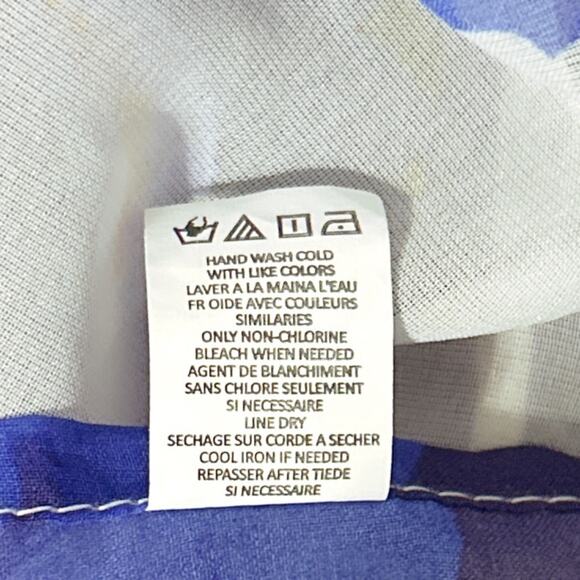 HAND WASH COLD
WITH LIKE COLORS
LAVER A LA MAINA L'EAU
FR OIDE AVEC COULEURS
SIMILARIES
ONLY NON-CHLORINE
BLEACH WHEN NEEDED
AGENT DE BLANCHIMENT
SANS CHLORE SEULEMENT
SI NECESSAIRE
LINE DRY
SECHAGE SUR CORDE A SECHER
COOL IRON IF NEEDED
REPASSER AFTER TIEDE
SI NECESSAIRE